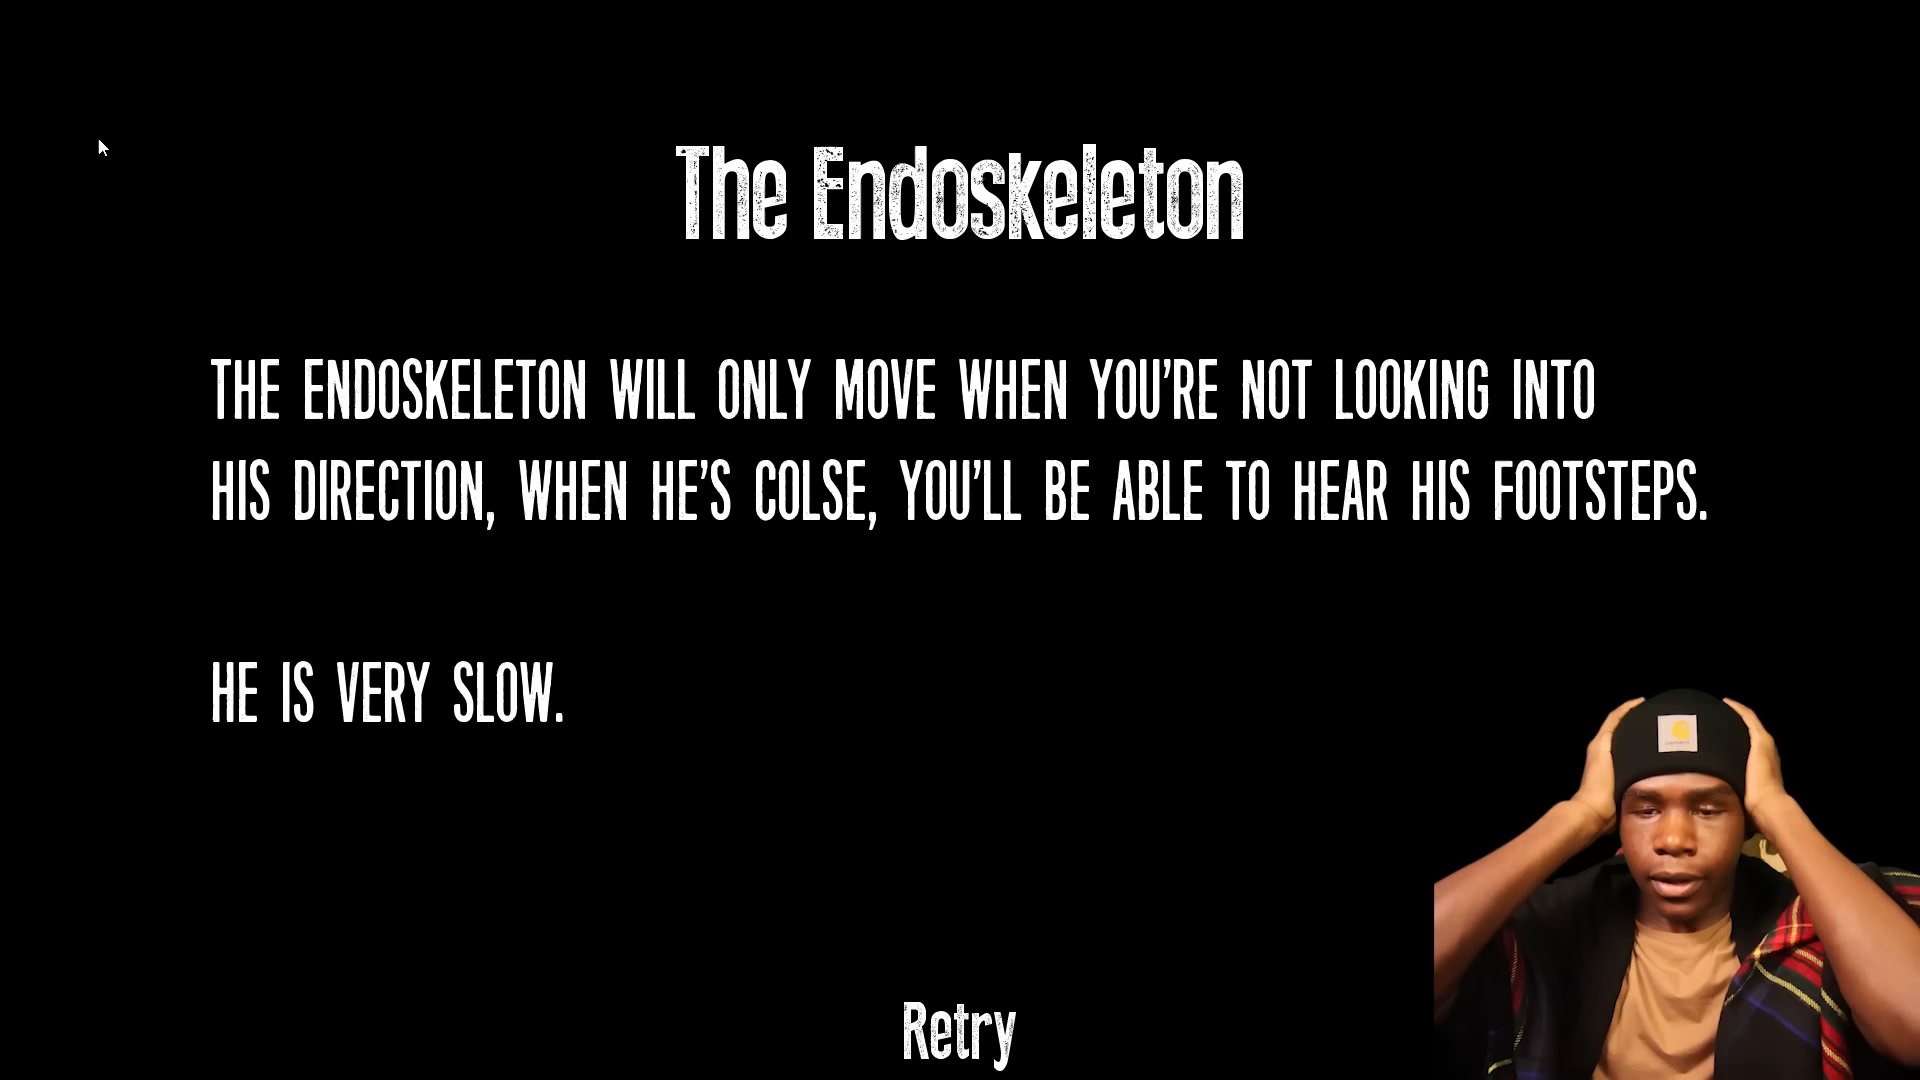 The Endoskeleton
THE ENDOSKELETON WILL ONLY MOVE WHEN YOU'RE NOT LOOKING INTO
HIS DIRECTION, WHEN HE'S COLSE, YOU'LL BE ABLE TO HEAR HIS FOOTSTEPS.
HE IS VERY SLOW.
Retry